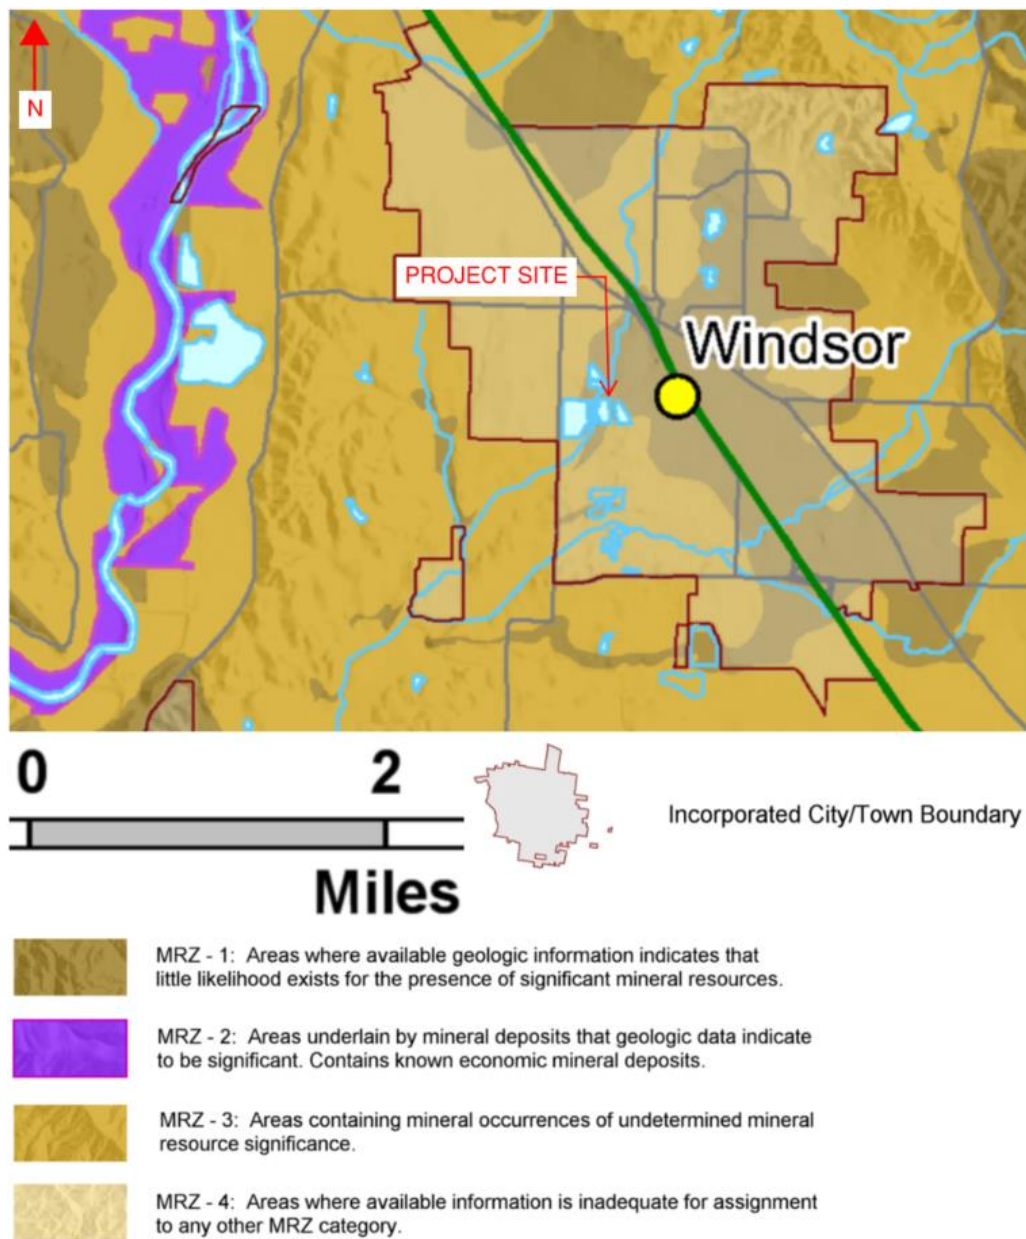 N
PROJECT SITE
Windsor
0 2
Miles
Incorporated City/Town Boundary
MRZ - 1: Areas where available geologic information indicates that
little likelihood exists for the presence of significant mineral resources.
MRZ - 2: Areas underlain by mineral deposits that geologic data indicate
to be significant. Contains known economic mineral deposits.
MRZ - 3: Areas containing mineral occurrences of undetermined mineral
resource significance.
MRZ - 4: Areas where available information is inadequate for assignment
to any other MRZ category.